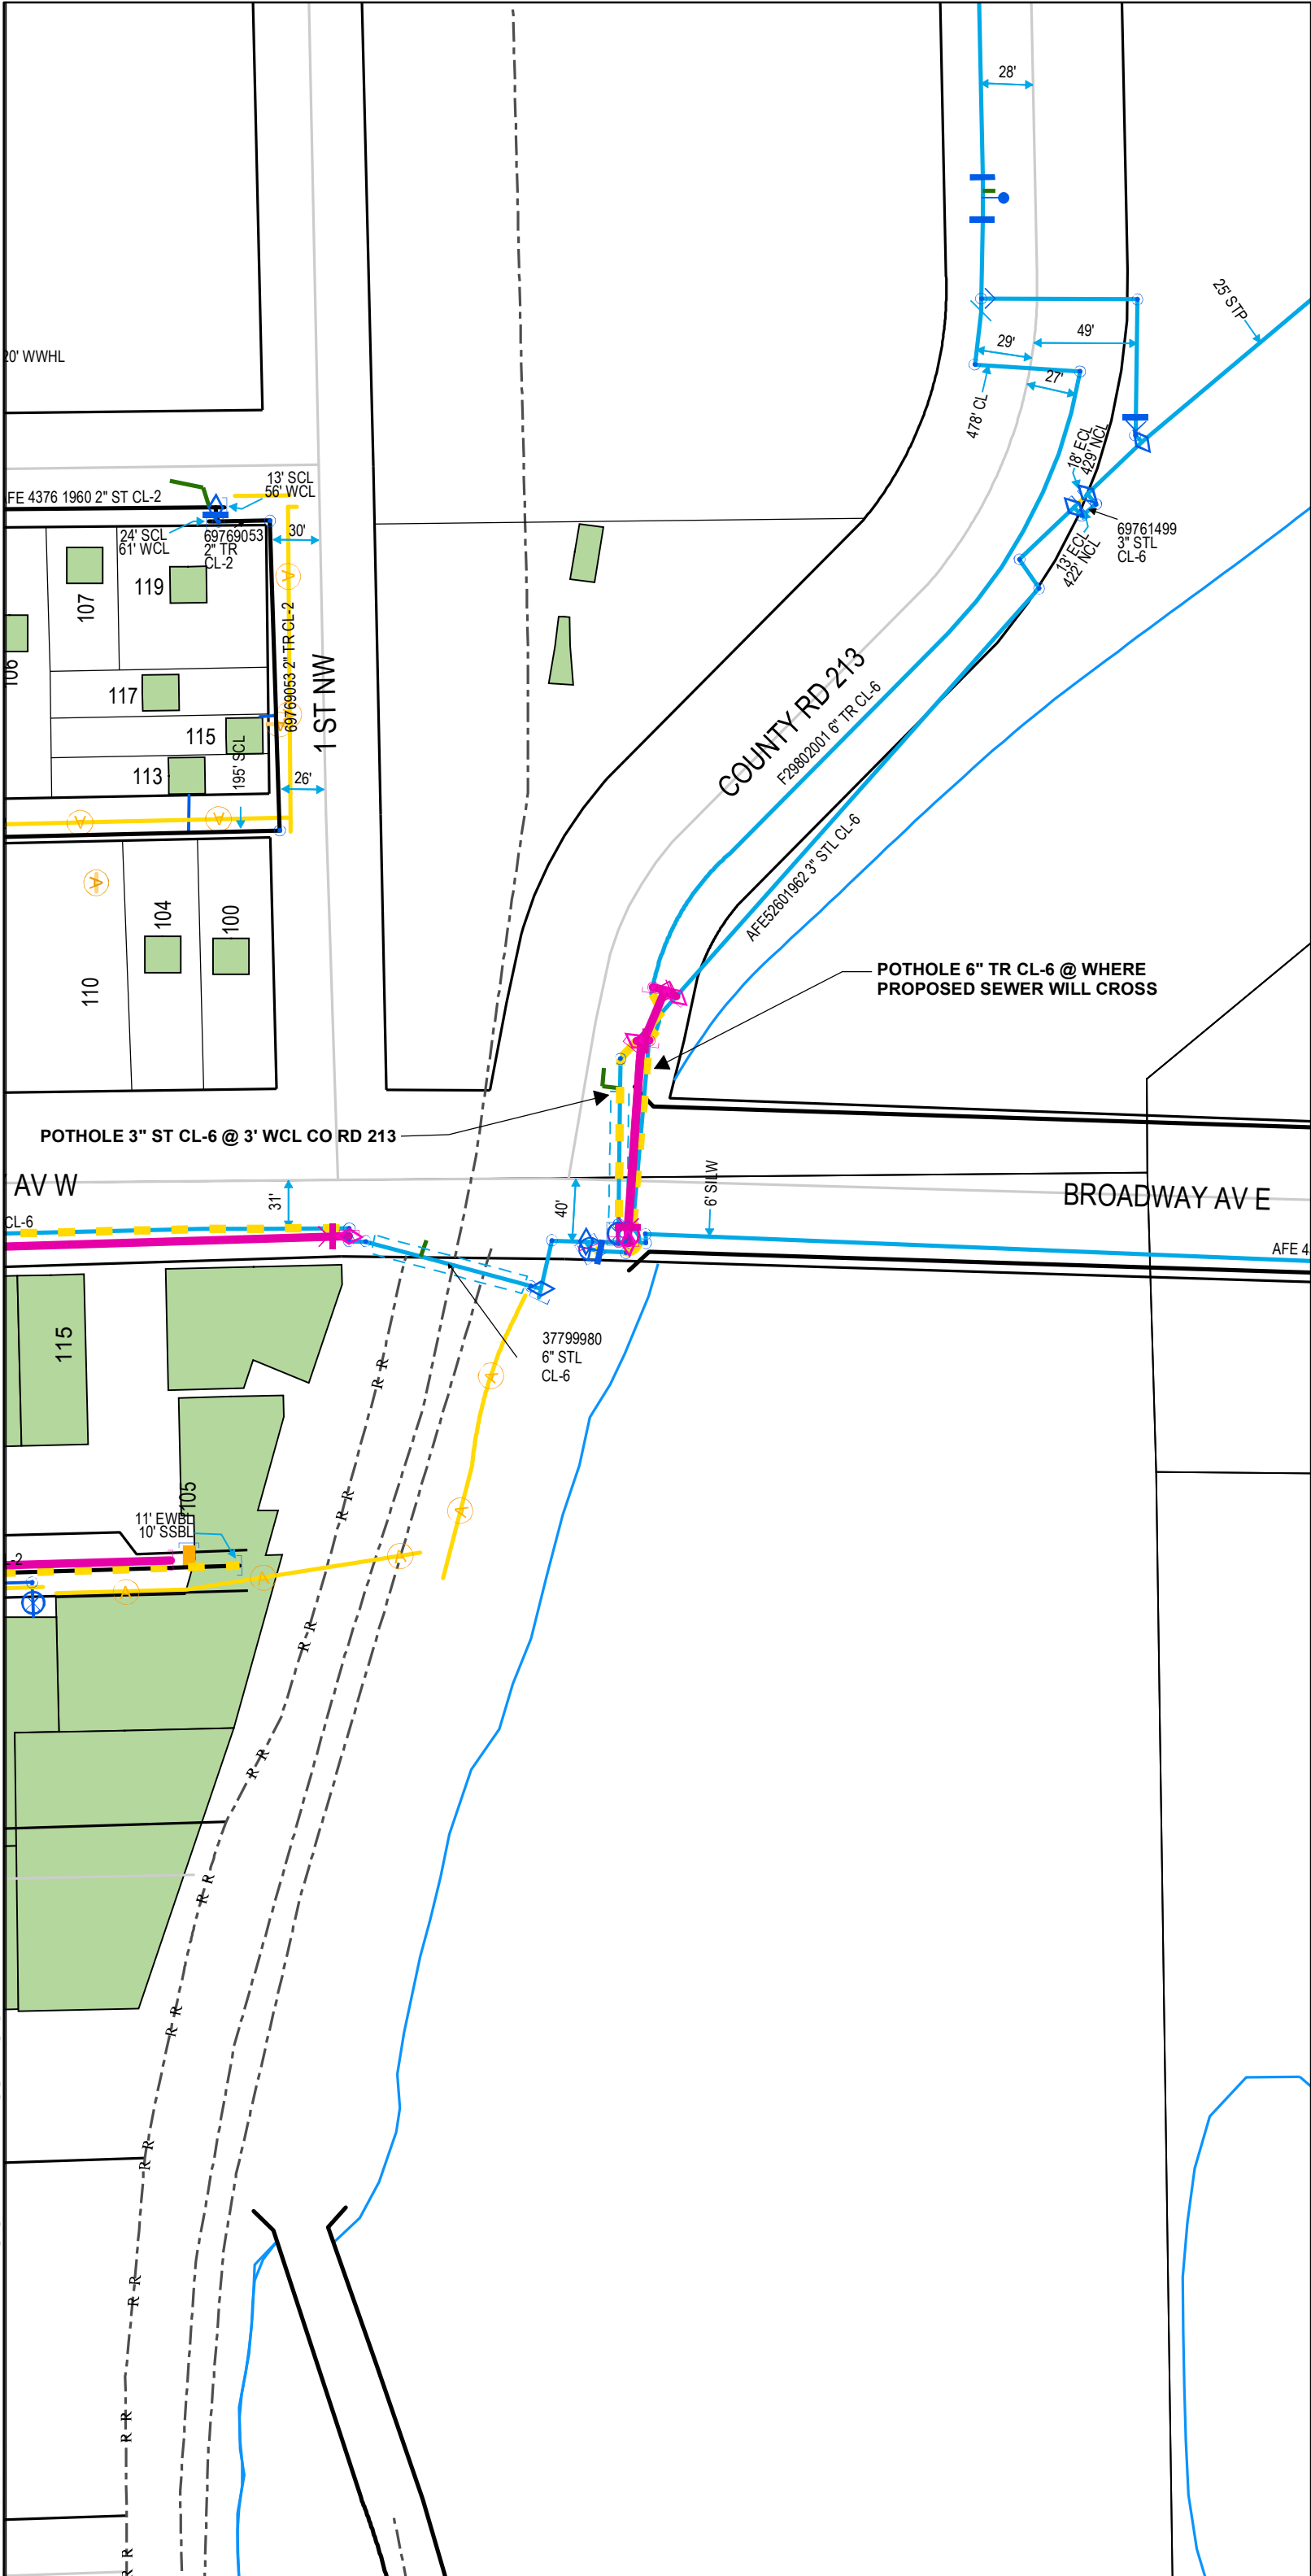 28'
25' STP
49'
29'
20' WWHL
27'
478' CL
18' ECL
429' NCL
13' SCL
56' WCL
FE 4376 1960 2" ST CL-2
24' SCL
61' WCL
69769053
2" TR
CL-2
30'
69761499
3" STL
CL-6
13' ECL
422' NCL
119
107
106
69769053 2" TR CL-2
117
1 ST NW
COUNTY RD 213
F29802001 6" TR CL-6
115
113
195' SCL
26'
A
A
A
A
AFE52601962 3" STL CL-6
104
100
110
POTHOLE 6" TR CL-6 @ WHERE
PROPOSED SEWER WILL CROSS
POTHOLE 3" ST CL-6 @ 3' WCL CO RD 213
AV W
31'
40'
6' SILW
BROADWAY AV E
CL-6
AFE 4
115
37799980
6" STL
CL-6
R R
A
105
11' EWBL
10' SSBL
R R
A
-2
A
A
A
R R
R R
R R
R R
R R
R R
R R
R R